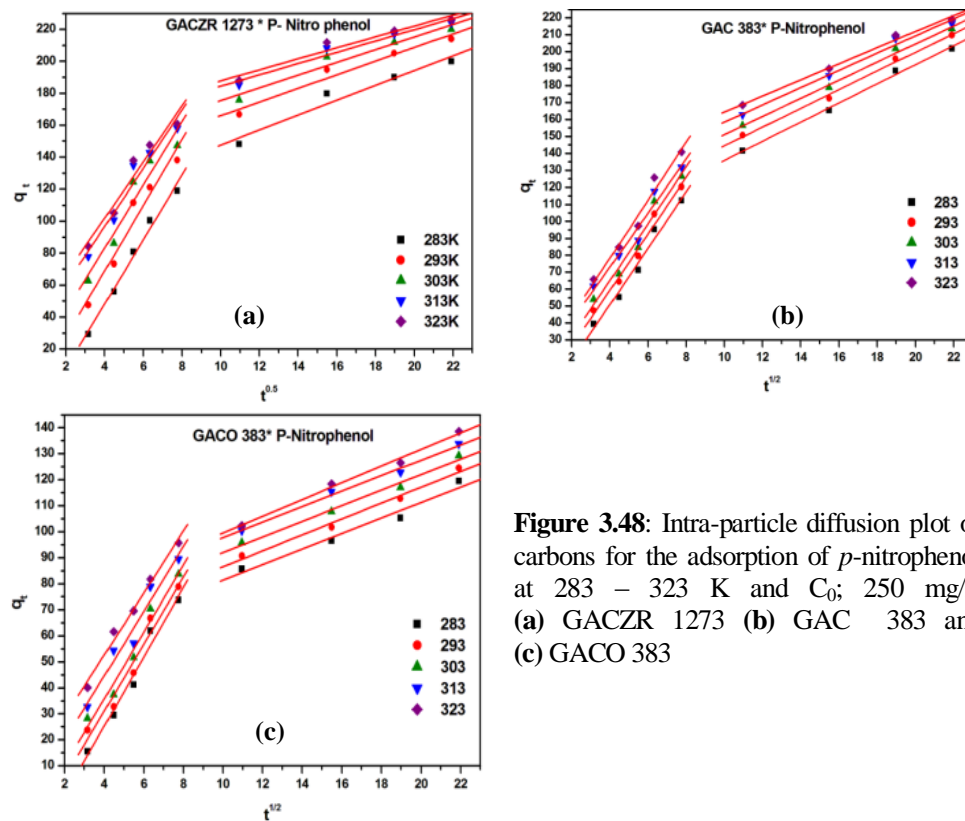 GACZR 1273 * P- Nitro phenol
220
200
180
160
140
120
100
80
60
40
20
q t
283K
293K
303K
313K
323K
(a)
2 4 6 8 10 12 14 16 18 20 22
t0.5
GAC 383* P-Nitrophenol
220
210
200
190
180
170
160
150
140
130
120
110
100
90
80
70
60
50
40
30
qt
283
293
303
313
323
(b)
2 4 6 8 10 12 14 16 18 20 22
t1/2
GACO 383* P-Nitrophenol
140
130
120
110
100
90
80
70
60
50
40
30
20
10
qt
283
293
303
313
323
(c)
2 4 6 8 10 12 14 16 18 20 22
t1/2
Figure 3.48: Intra-particle diffusion plot o
carbons for the adsorption of p-nitropheno
at 283 – 323 K and C0; 250 mg/
(a) GACZR 1273 (b) GAC 383 an
(c) GACO 383